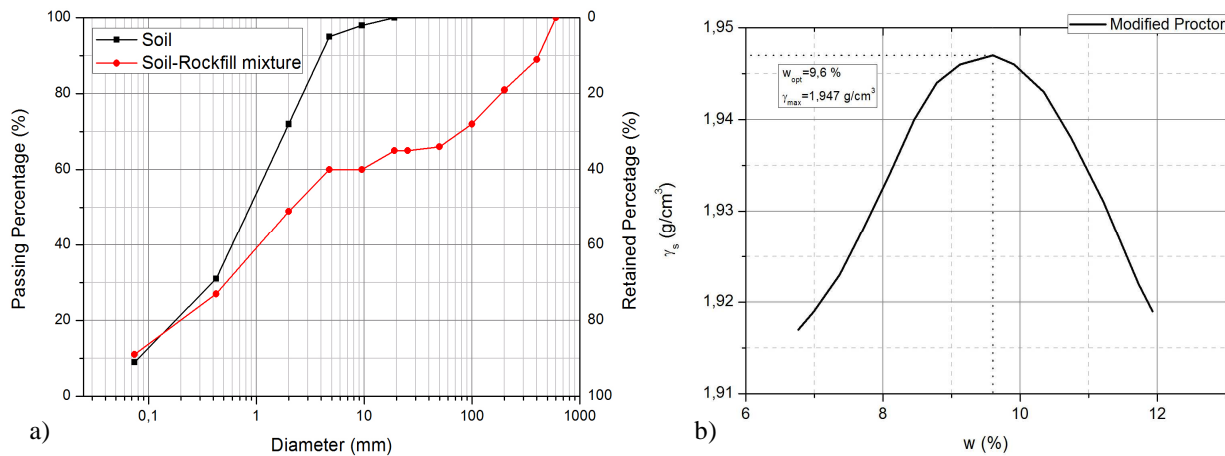 100
80
60
40
20
0
Passing Percentage (%)
Soil
Soil-Rockfill mixture
0
20
40
60
80
100
Retained Percetage (%)
0,1
1
10
100
1000
Diameter (mm)
a)
1,95
1,94
1,93
1,92
1,91
γs (g/cm³)
Modified Proctor
wopt=9,6 %
γmax=1,947 g/cm³
6
8
10
12
w (%)
b)